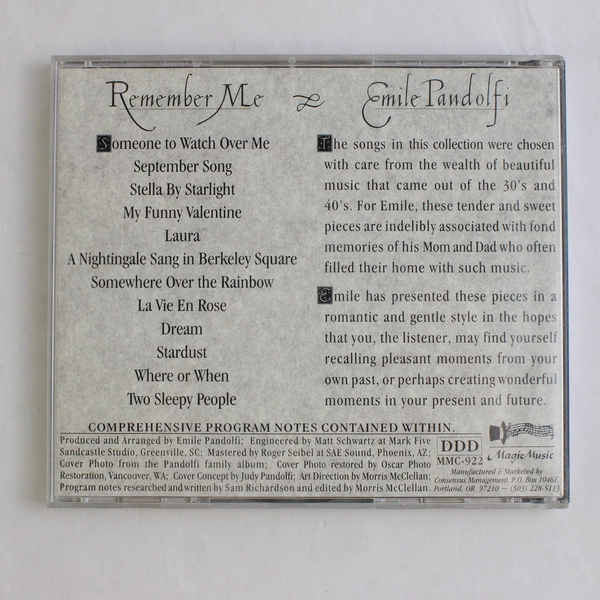 Remember Me ~ Emile Pandolfi
Someone to Watch Over Me
September Song
Stella By Starlight
My Funny Valentine
Laura
A Nightingale Sang in Berkeley Square
Somewhere Over the Rainbow
La Vie En Rose
Dream
Stardust
Where or When
Two Sleepy People
The songs in this collection were chosen
with care from the wealth of beautiful
music that came out of the 30's and
40's. For Emile, these tender and sweet
pieces are indelibly associated with fond
memories of his Mom and Dad who often
filled their home with such music.
Emile has presented these pieces in a
romantic and gentle style in the hopes
that you, the listener, may find yourself
recalling pleasant moments from your
own past, or perhaps creating wonderful
moments in your present and future.
COMPREHENSIVE PROGRAM NOTES CONTAINED WITHIN.
Produced and Arranged by Emile Pandolfi; Engineered by Matt Schwartz at Mark Five
Sandcastle Studio, Greenville, SC; Mastered by Roger Seibel at SAE Sound, Phoenix, AZ;
Cover Photo from the Pandolfi family album; Cover Photo restored by Oscar Photo
Restoration, Vancouver, WA; Cover Concept by Judy Pandolfi; Art Direction by Morris McClellan;
Program notes researched and written by Sam Richardson and edited by Morris McClellan.
DDD
MMC-922
Magic Music
Manufactured & Marketed by
Consensus Management, P.O. Box 10461,
Portland, OR 97210 ~ (503) 228-5113